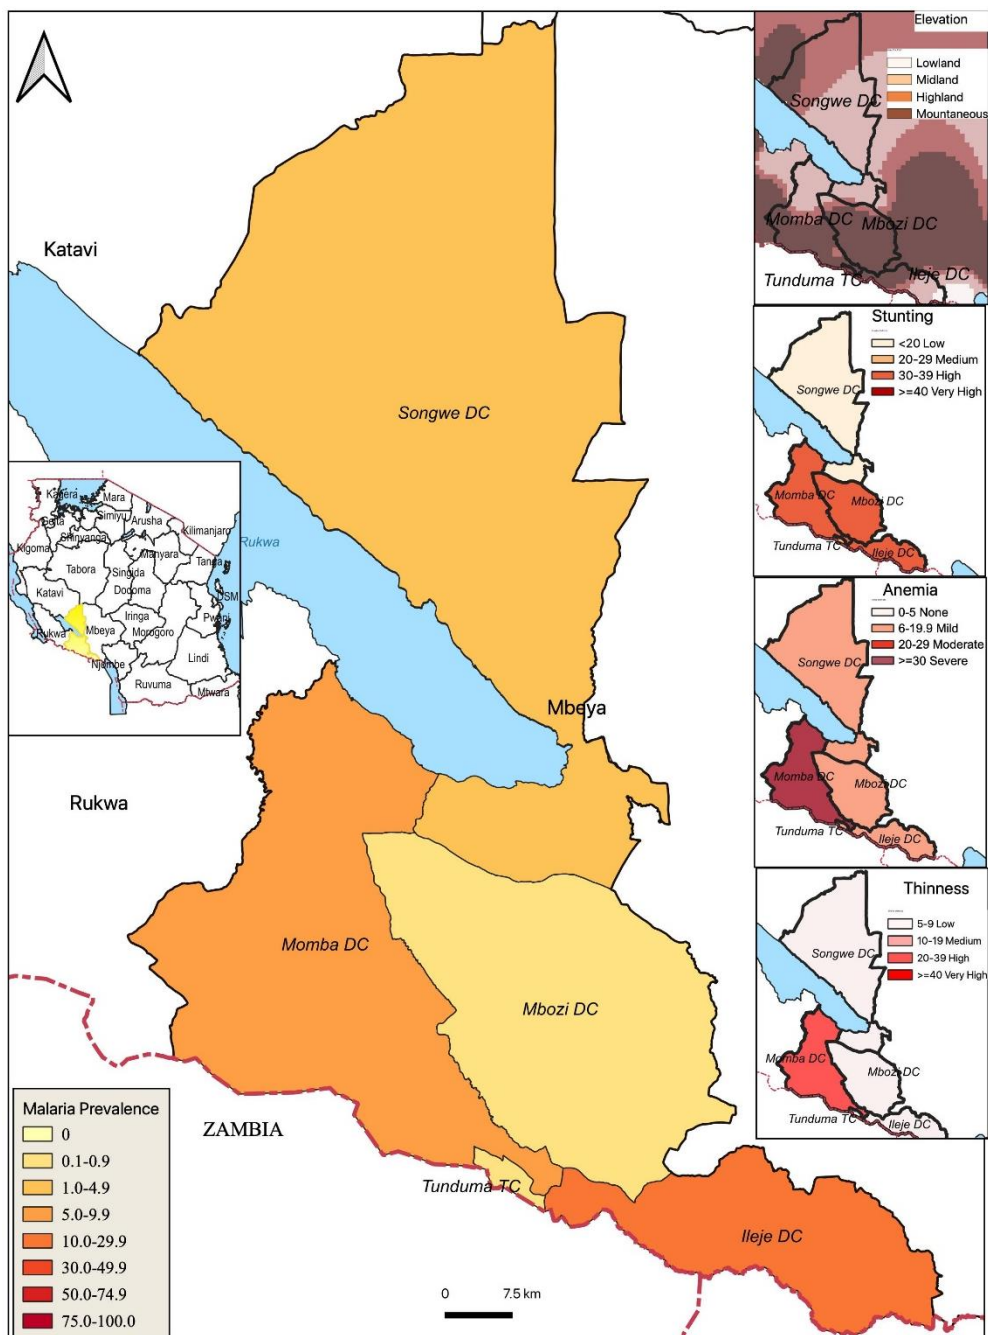 Katavi
Songwe DC
Rukwa
Mbeya
Rukwa
Momba DC
Mbozi DC
ZAMBIA
Tunduma TC
Ileje DC
Malaria Prevalence
0
0.1-0.9
1.0-4.9
5.0-9.9
10.0-29.9
30.0-49.9
50.0-74.9
75.0-100.0
0 7.5 km
Kagera
Mara
Geita
Simiyu
Arusha
Shinyanga
Kilimanjaro
Kigoma
Manyara
Tanga
Tabora
Singida
Dodoma
DSM
Katavi
Iringa
Pwani
Rukwa
Mbeya
Morogoro
Njombe
Lindi
Ruvuma
Mtwara
Elevation
Lowland
Midland
Highland
Mountaneous
Songwe DC
Momba DC
Mbozi DC
Tunduma TC
Ileje DC
Stunting
<20 Low
20-29 Medium
30-39 High
>=40 Very High
Songwe DC
Momba DC
Mbozi DC
Tunduma TC
Ileje DC
Anemia
0-5 None
6-19.9 Mild
20-29 Moderate
>=30 Severe
Songwe DC
Momba DC
Mbozi DC
Tunduma TC
Ileje DC
Thinness
5-9 Low
10-19 Medium
20-39 High
>=40 Very High
Songwe DC
Momba DC
Mbozi DC
Tunduma TC
Ileje DC